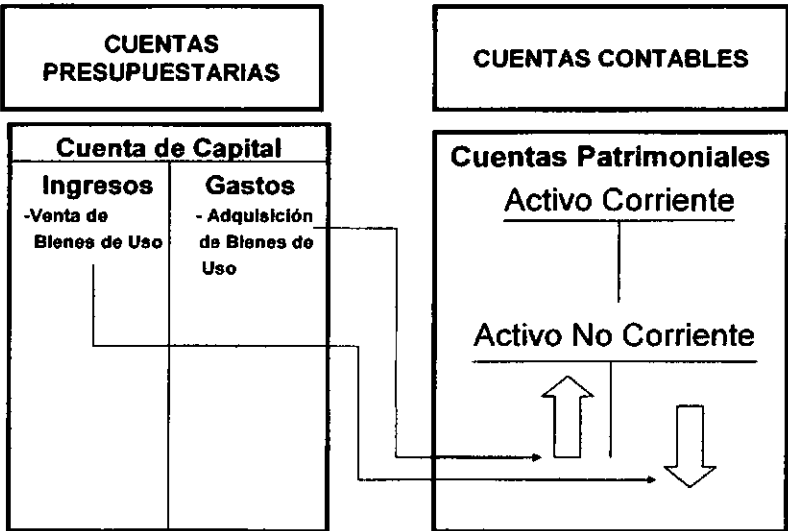 CUENTAS
PRESUPUESTARIAS
CUENTAS CONTABLES
Cuenta de Capital
Ingresos
-Venta de
Bienes de Uso
Gastos
- Adquisición
de Bienes de
Uso
Cuentas Patrimoniales
Activo Corriente
Activo No Corriente